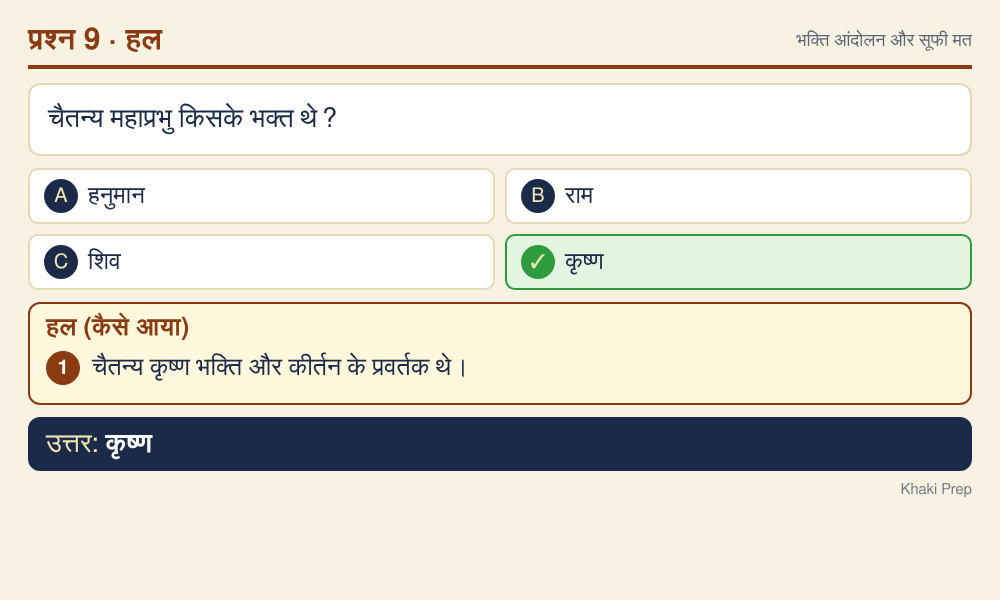 प्रश्न 9 · हल
भक्ति आंदोलन और सूफी मत
चैतन्य महाप्रभु किसके भक्त थे ?
A हनुमान
B राम
C शिव
✓ कृष्ण
हल (कैसे आया)
1 चैतन्य कृष्ण भक्ति और कीर्तन के प्रवर्तक थे।
उत्तर: कृष्ण
Khaki Prep